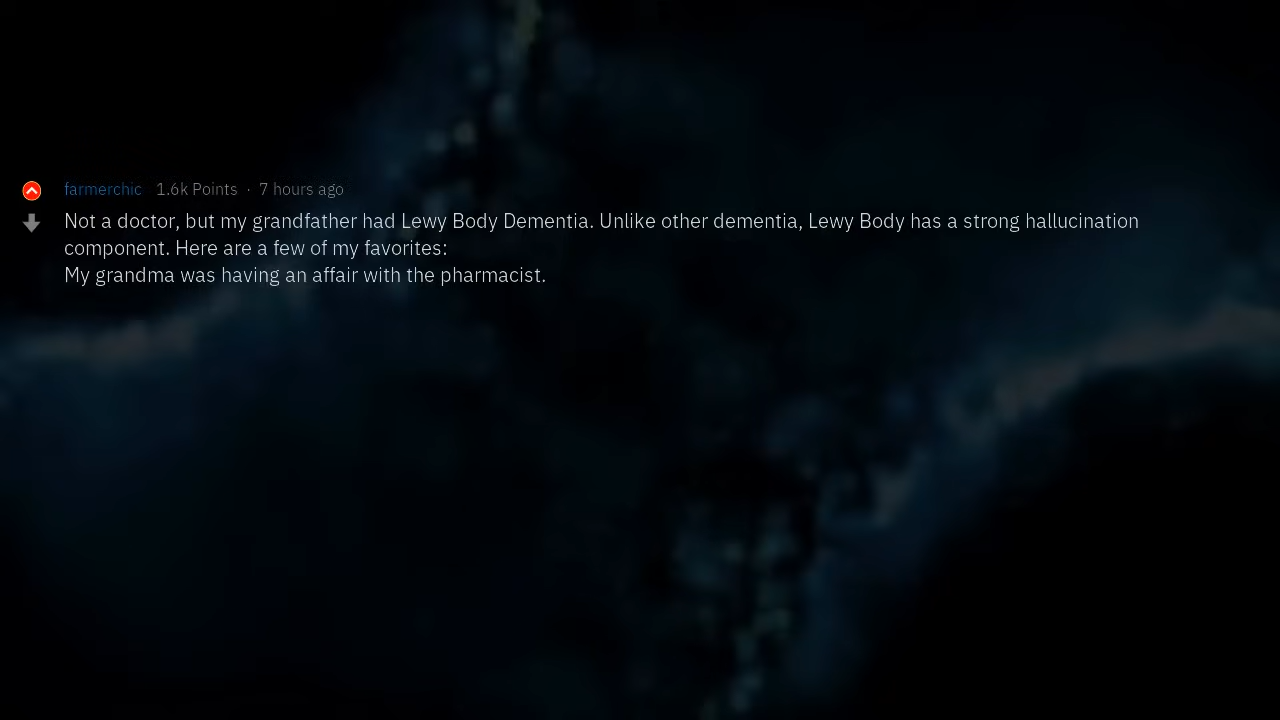 farmerchic 1.6k Points · 7 hours ago
Not a doctor, but my grandfather had Lewy Body Dementia. Unlike other dementia, Lewy Body has a strong hallucination
component. Here are a few of my favorites:
My grandma was having an affair with the pharmacist.